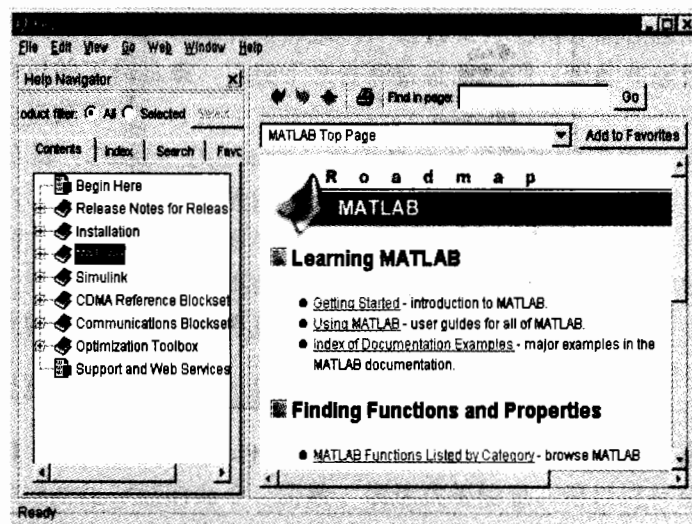 File Edit View Go Web Window Help
Help Navigator
oduct filter: All Selected
Contents Index Search Favc
Begin Here
Release Notes for Releas
Installation
Simulink
CDMA Reference Blockset
Communications Blockset
Optimization Toolbox
Support and Web Services
Find in page: Go
MATLAB Top Page Add to Favorites
Roadmap
MATLAB
Learning MATLAB
Getting Started - introduction to MATLAB.
Using MATLAB - user guides for all of MATLAB.
Index of Documentation Examples - major examples in the
MATLAB documentation.
Finding Functions and Properties
MATLAB Functions Listed by Category - browse MATLAB
Ready